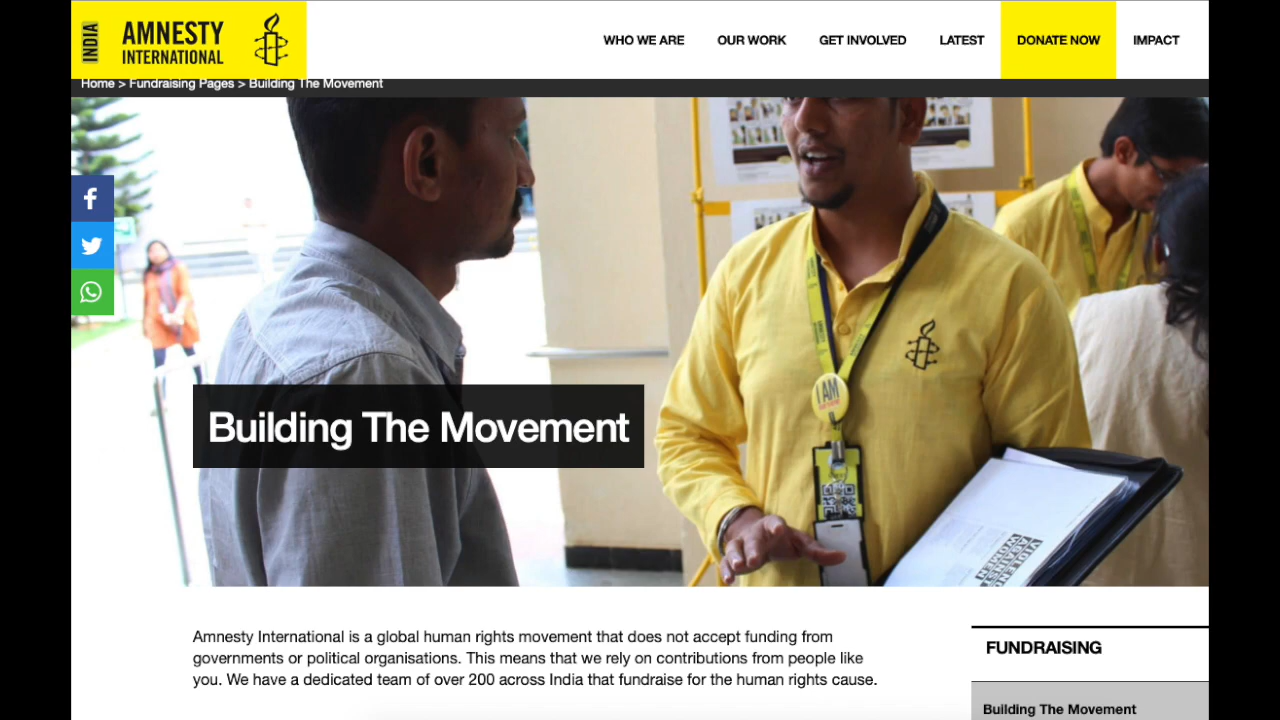 INDIA
AMNESTY
INTERNATIONAL
WHO WE ARE OUR WORK GET INVOLVED LATEST DONATE NOW IMPACT
Home > Fundraising Pages > Building The Movement
I AM
Building The Movement
VIOLENCE
AGAINST
WOMEN
Amnesty International is a global human rights movement that does not accept funding from
governments or political organisations. This means that we rely on contributions from people like
you. We have a dedicated team of over 200 across India that fundraise for the human rights cause.
FUNDRAISING
Building The Movement